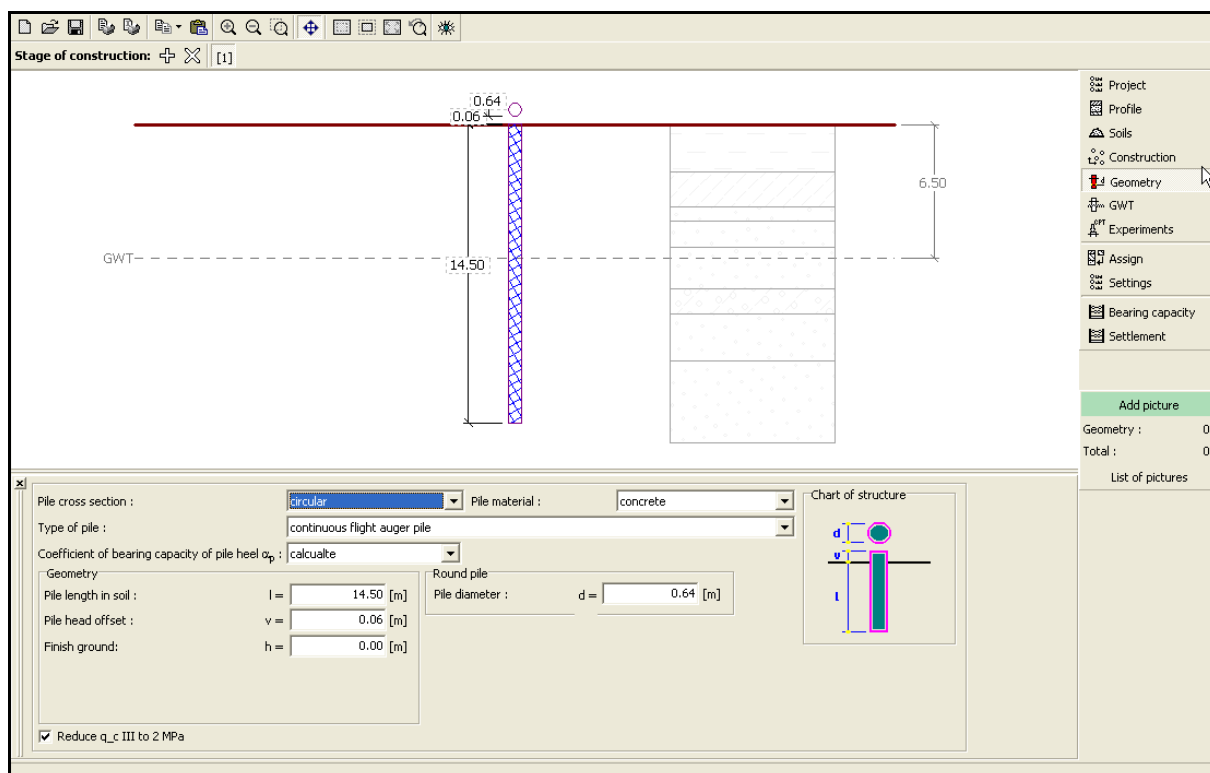 Stage of construction: [1]
0.64
0.06
6.50
GWT
14.50
Project
Profile
Soils
Construction
Geometry
GWT
CPT
Experiments
Assign
Settings
Bearing capacity
Settlement
Add picture
Geometry : 0
Total : 0
List of pictures
Pile cross section : circular Pile material : concrete
Type of pile : continuous flight auger pile
Coefficient of bearing capacity of pile heel αp : calcualte
Geometry
Pile length in soil : l = 14.50 [m]
Pile head offset : v = 0.06 [m]
Finish ground: h = 0.00 [m]
Round pile
Pile diameter : d = 0.64 [m]
Chart of structure
d
v
l
Reduce q_c III to 2 MPa